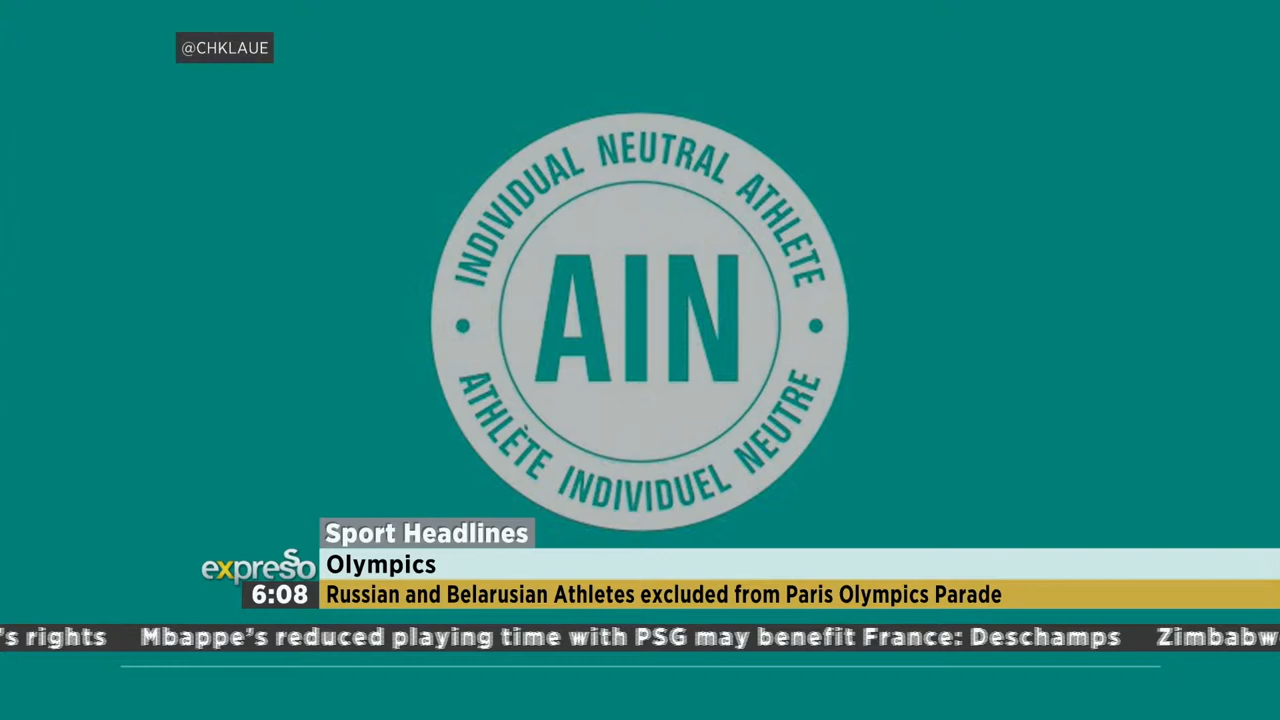 @CHKLAUE
INDIVIDUAL NEUTRAL ATHLETE
AIN
ATHLÈTE INDIVIDUEL NEUTRE
Sport Headlines
expresso
Olympics
6:08
Russian and Belarusian Athletes excluded from Paris Olympics Parade
's rights Mbappe's reduced playing time with PSG may benefit France: Deschamps Zimbabw